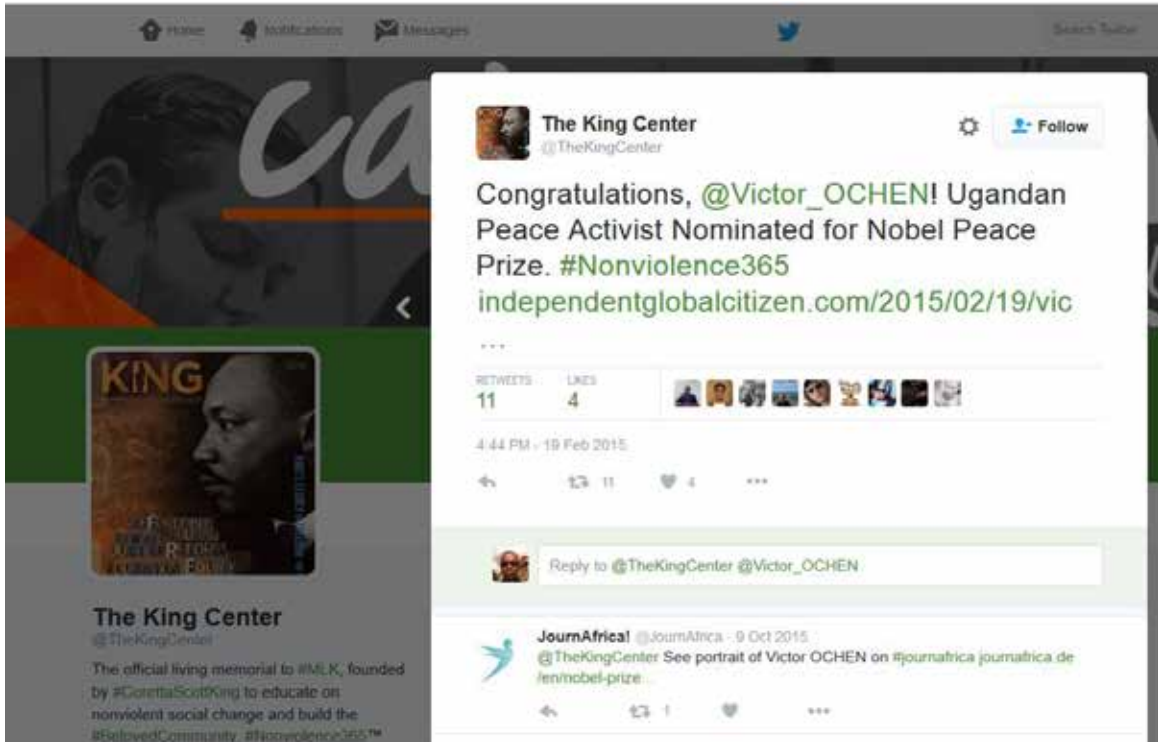 Home Notifications Messages Search Twitter
ca
The King Center
@TheKingCenter
Follow
Congratulations, @Victor_OCHEN! Ugandan
Peace Activist Nominated for Nobel Peace
Prize. #Nonviolence365
independentglobalcitizen.com/2015/02/19/vic
...
RETWEETS LIKES
11 4
4:44 PM - 19 Feb 2015
11 4
Reply to @TheKingCenter @Victor_OCHEN
JournAfrica! @JournAfrica - 9 Oct 2015
@TheKingCenter See portrait of Victor OCHEN on #journafrica journafrica.de
/en/nobel-prize...
1
KING
The King Center
@TheKingCenter
The official living memorial to #MLK, founded
by #CorettaScottKing to educate on
nonviolent social change and build the
#BelovedCommunity. #Nonviolence365™